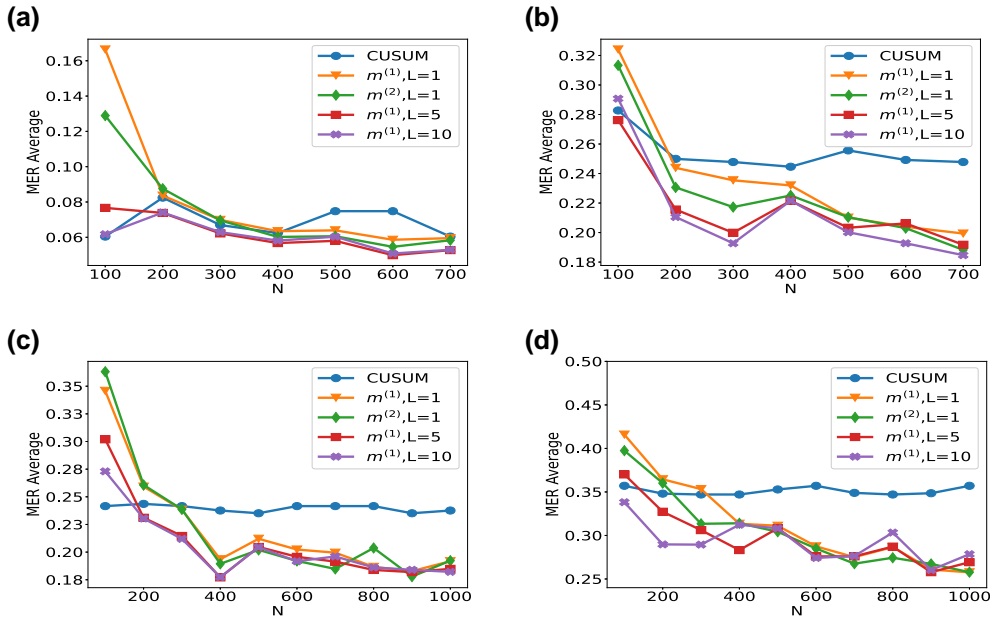 (a)
MER Average
0.16
0.14
0.12
0.10
0.08
0.06
CUSUM
m^(1),L=1
m^(2),L=1
m^(1),L=5
m^(1),L=10
100 200 300 400 500 600 700
N
(b)
MER Average
0.32
0.30
0.28
0.26
0.24
0.22
0.20
0.18
CUSUM
m^(1),L=1
m^(2),L=1
m^(1),L=5
m^(1),L=10
100 200 300 400 500 600 700
N
(c)
MER Average
0.35
0.33
0.30
0.28
0.25
0.23
0.20
0.18
CUSUM
m^(1),L=1
m^(2),L=1
m^(1),L=5
m^(1),L=10
200 400 600 800 1000
N
(d)
MER Average
0.50
0.45
0.40
0.35
0.30
0.25
CUSUM
m^(1),L=1
m^(2),L=1
m^(1),L=5
m^(1),L=10
200 400 600 800 1000
N